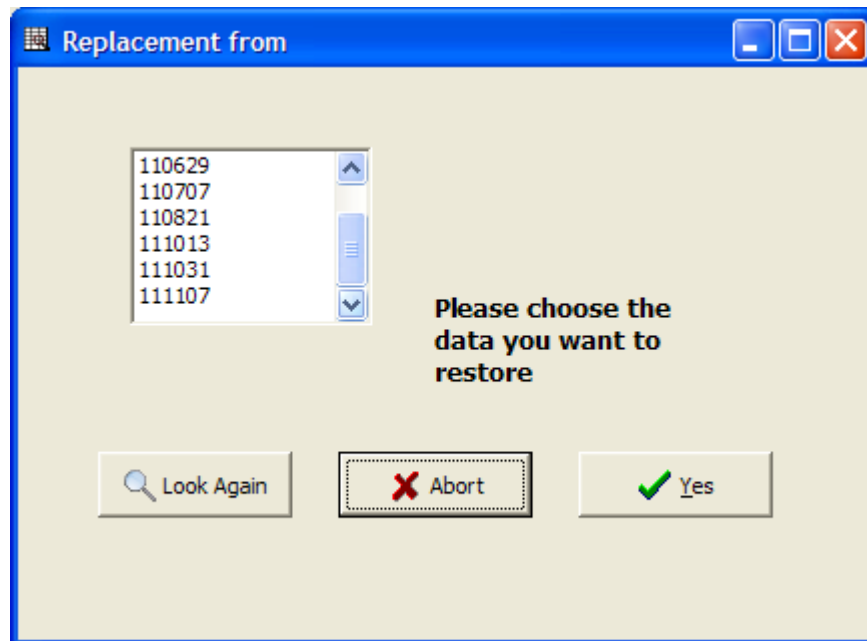 Replacement from
110629
110707
110821
111013
111031
111107
Please choose the
data you want to
restore
Look Again
Abort
Yes